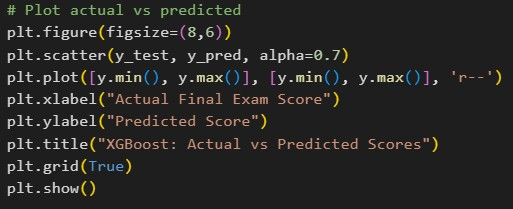 # Plot actual vs predicted
plt.figure(figsize=(8,6))
plt.scatter(y_test, y_pred, alpha=0.7)
plt.plot([y.min(), y.max()], [y.min(), y.max()], 'r--')
plt.xlabel("Actual Final Exam Score")
plt.ylabel("Predicted Score")
plt.title("XGBoost: Actual vs Predicted Scores")
plt.grid(True)
plt.show()